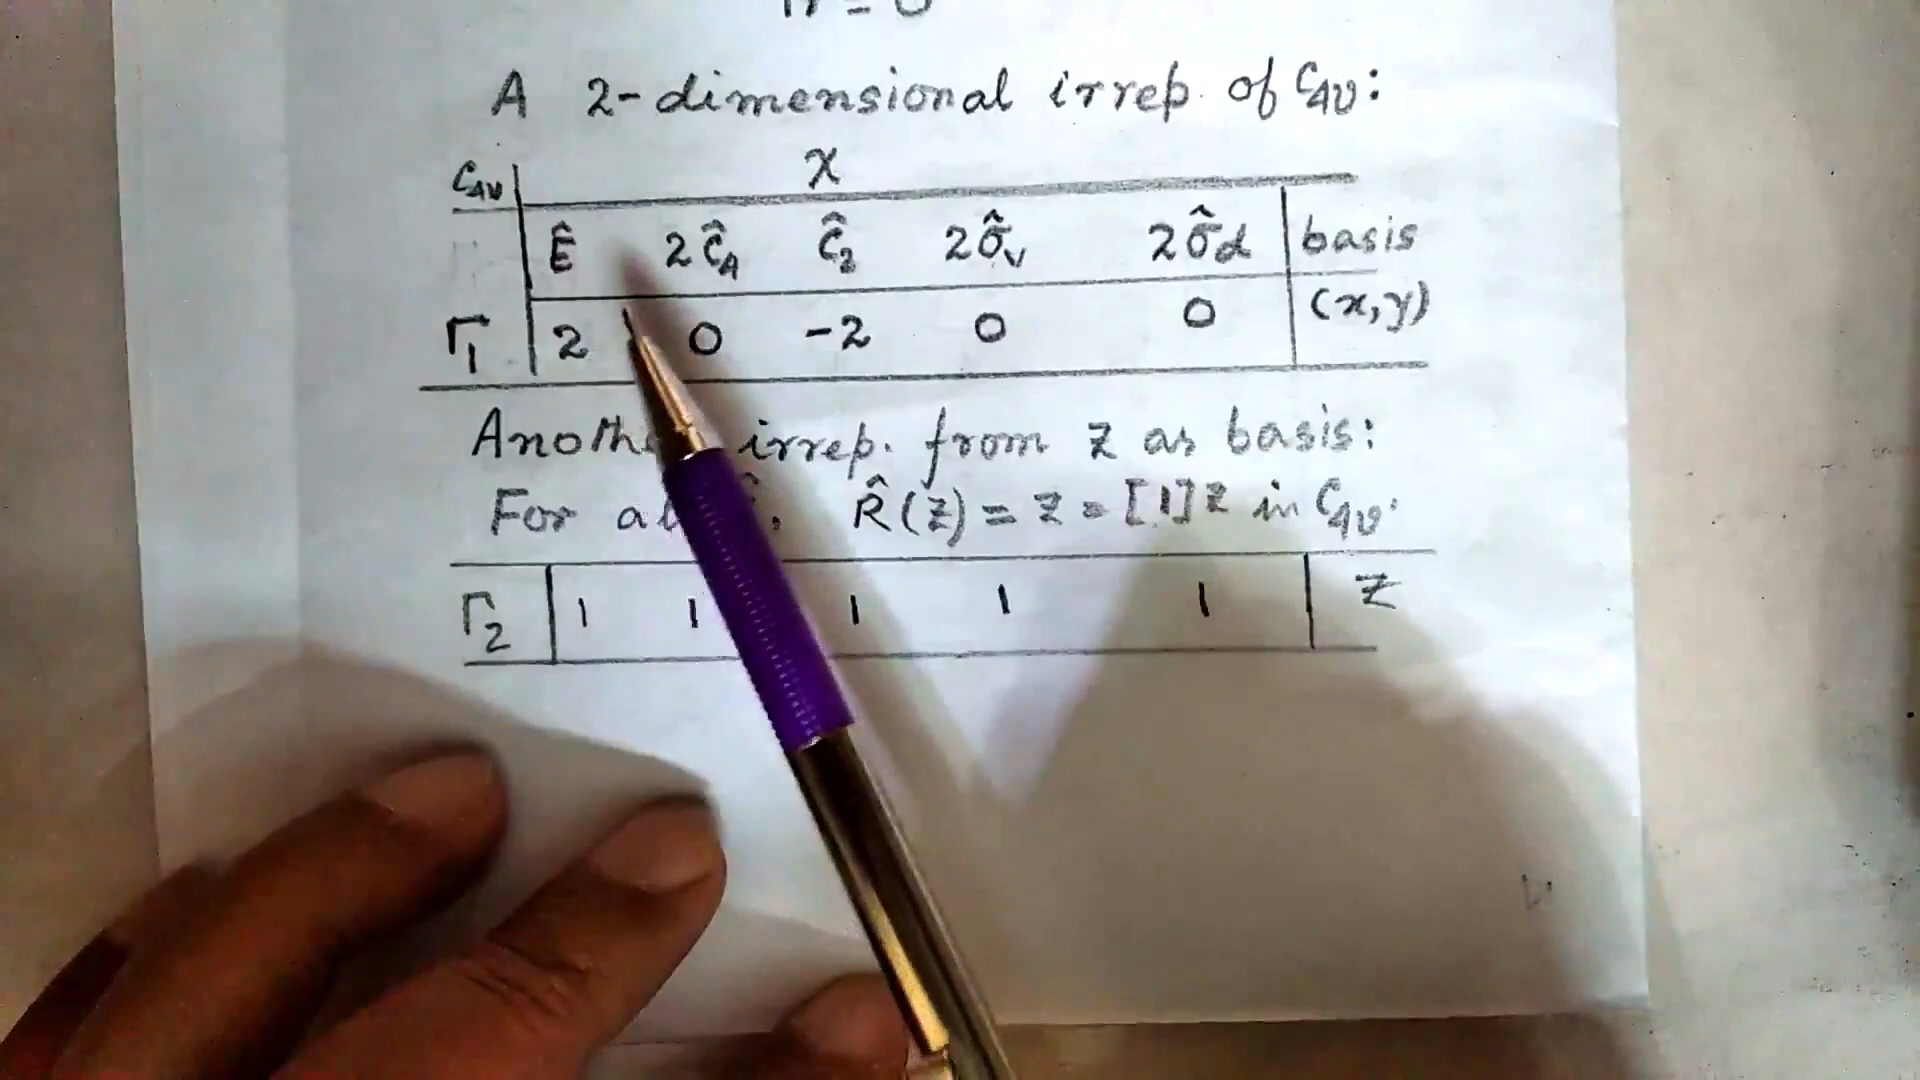 A 2-dimensional irrep. of C4v:
C4v χ
Ê 2Ĉ4 Ĉ2 2σ̂v 2σ̂d basis
Γ1 2 0 -2 0 0 (x,y)
irrep. from z as basis:
For R̂(z) = z = [1]z in C4v.
Γ2 1 1 1 1 1 z